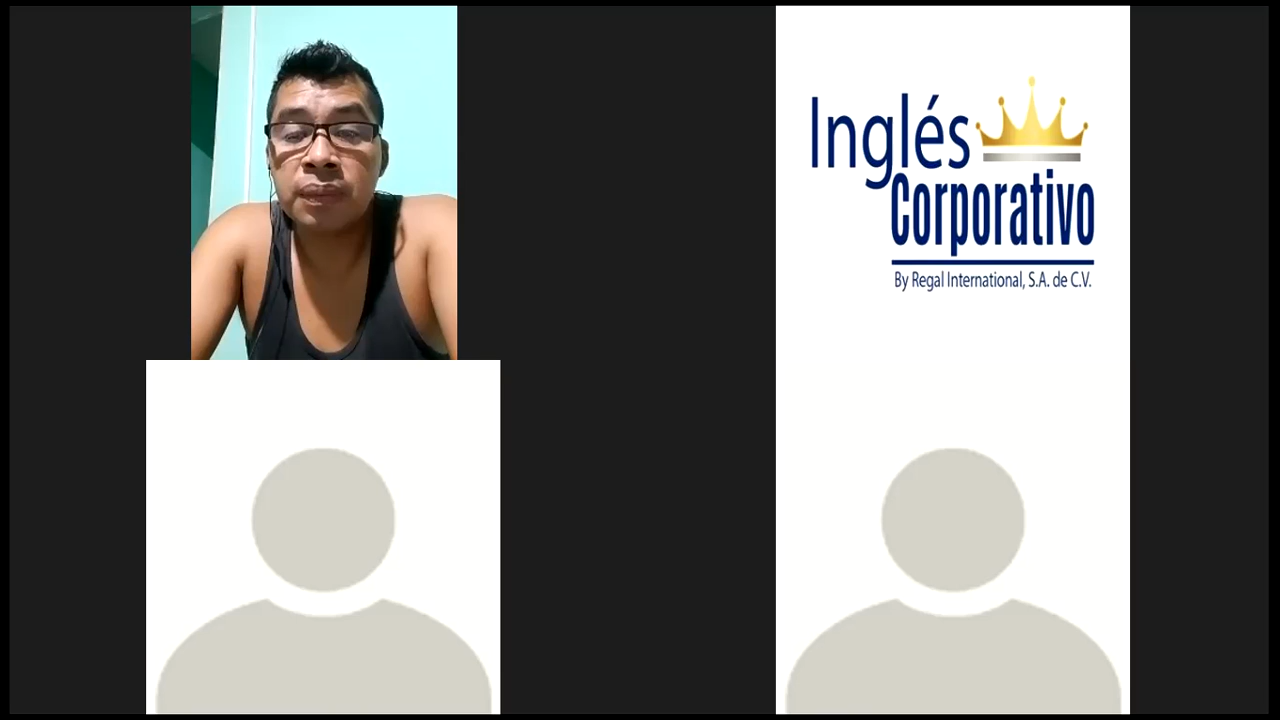 Inglés
Corporativo
By Regal International, S.A. de C.V.